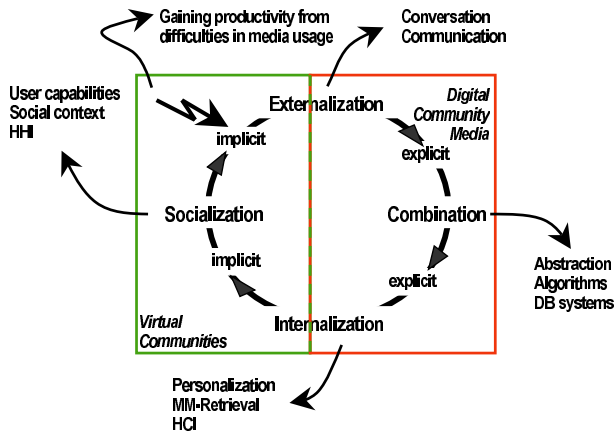 Gaining productivity from
difficulties in media usage
Conversation
Communication
User capabilities
Social context
HHI
Externalization
Digital
Community
Media
implicit
explicit
Socialization
Combination
implicit
explicit
Abstraction
Algorithms
DB systems
Internalization
Virtual
Communities
Personalization
MM-Retrieval
HCI